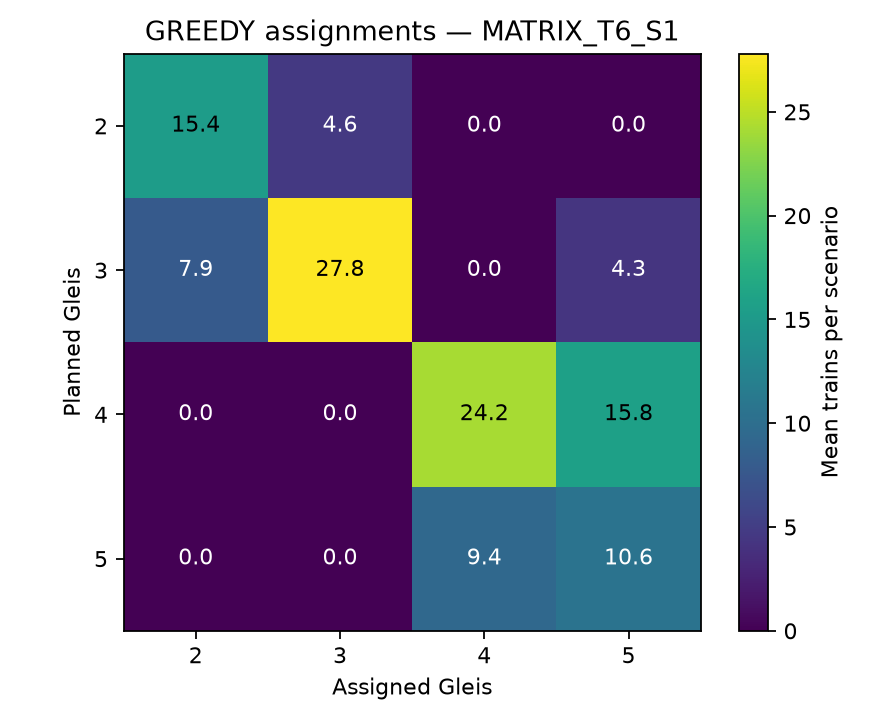 GREEDY assignments — MATRIX_T6_S1
Planned Gleis
2
15.4 4.6 0.0 0.0
3
7.9 27.8 0.0 4.3
4
0.0 0.0 24.2 15.8
5
0.0 0.0 9.4 10.6
2 3 4 5
Assigned Gleis
25
20
15
10
5
0
Mean trains per scenario